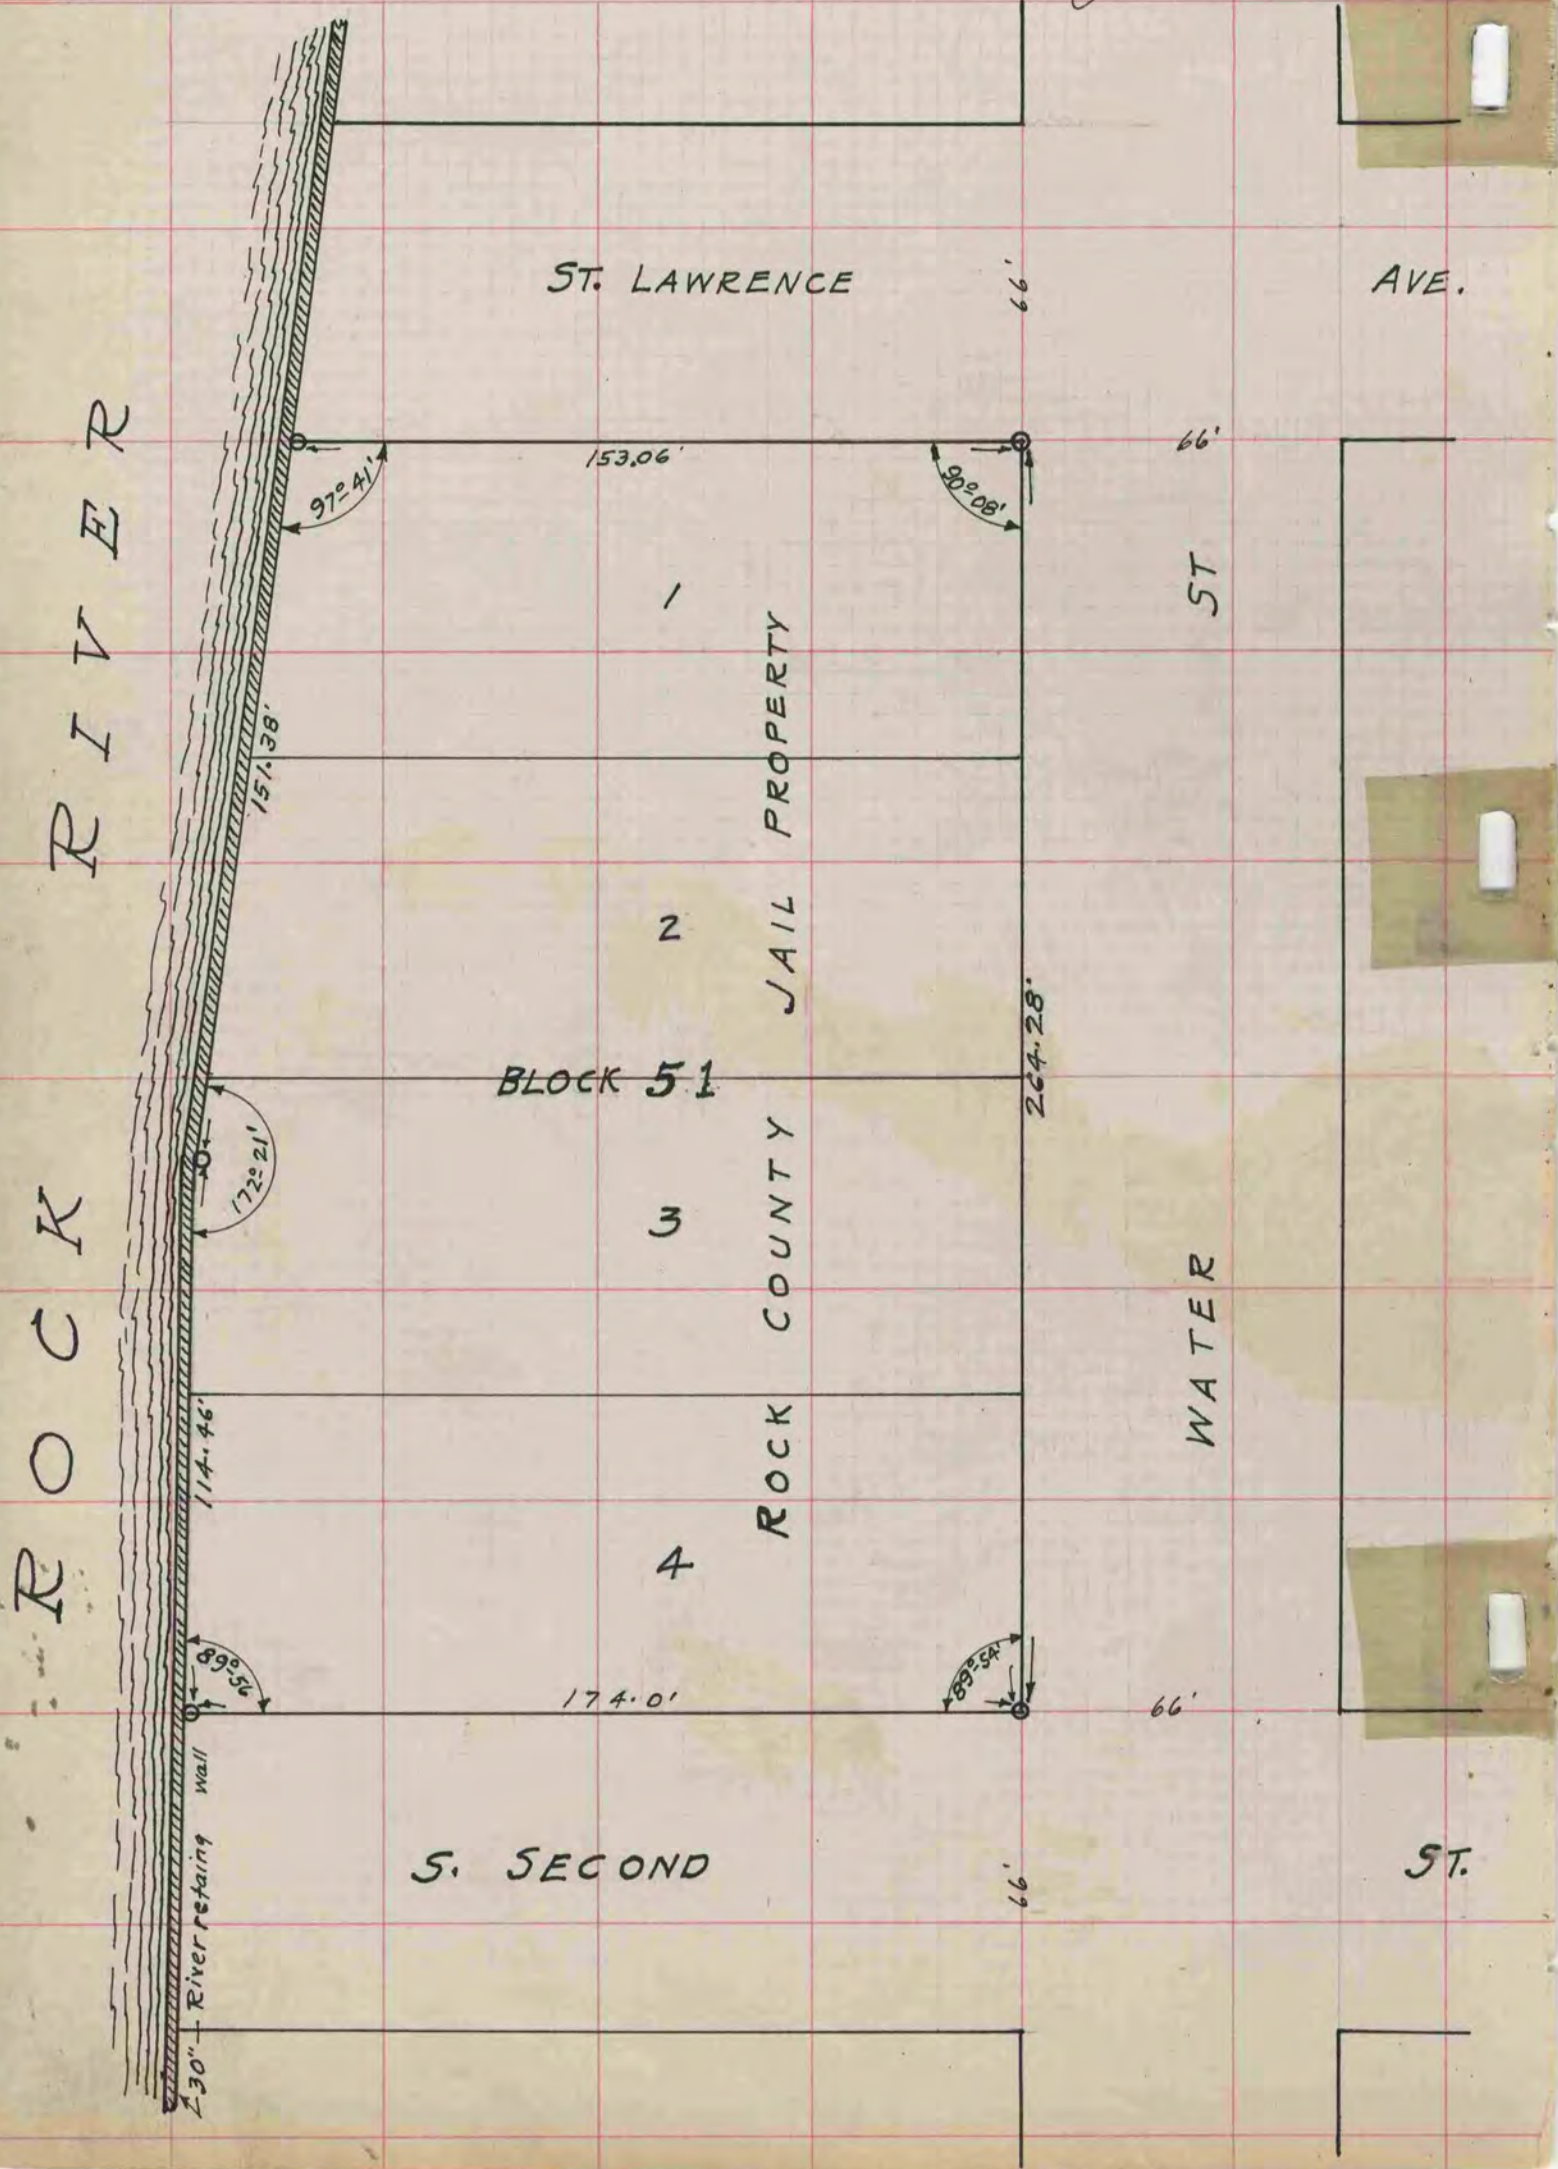 ST. LAWRENCE AVE.
66'
153.06'
66'
97°-41'
90°-08'
1
ST
151.38'
2
ROCK COUNTY JAIL PROPERTY
BLOCK 51
264.28'
172°-21'
3
ROCK RIVER
WATER
114.46'
4
89°-56
89°-54'
174.0'
66'
S. SECOND ST.
66'
30" - River retaing wall